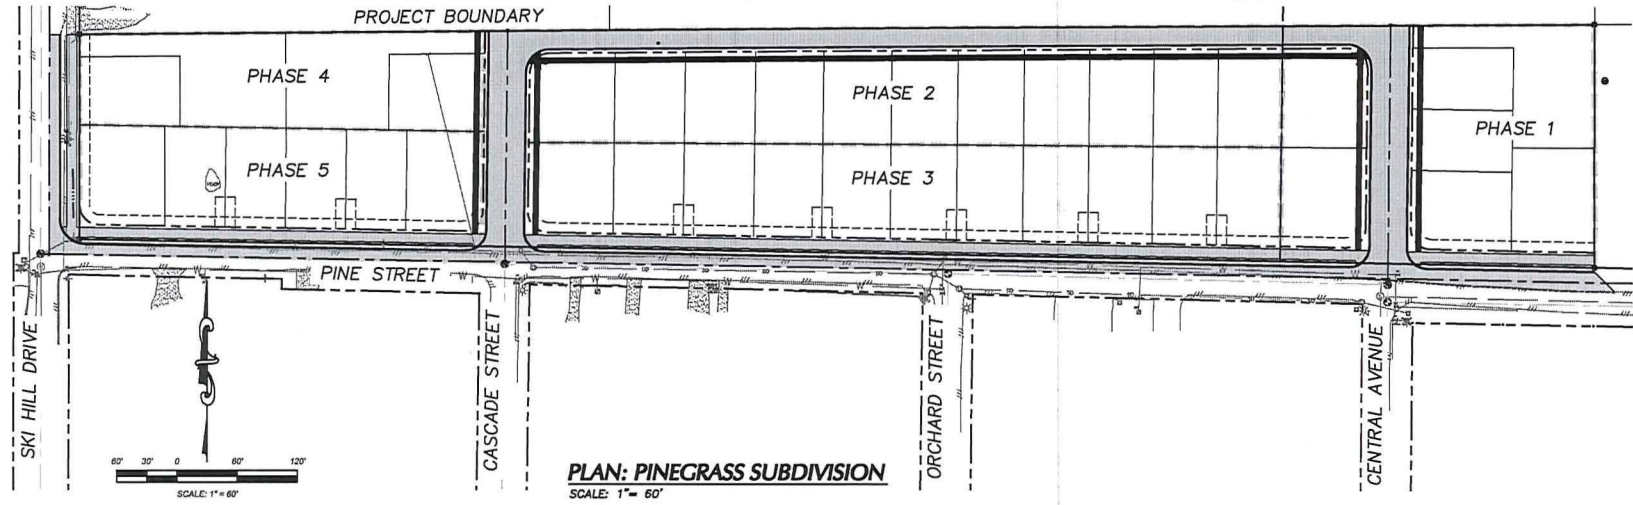 PROJECT BOUNDARY
PHASE 4
PHASE 2
PHASE 1
PHASE 5
PHASE 3
PINE STREET
SKI HILL DRIVE
CASCADE STREET
ORCHARD STREET
CENTRAL AVENUE
60' 30' 0 60' 120'
SCALE: 1" = 60'
PLAN: PINEGRASS SUBDIVISION
SCALE: 1" = 60'